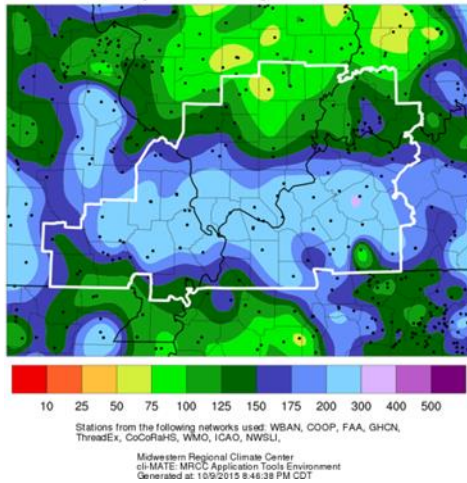 10 25 50 75 100 125 150 175 200 300 400 500
Stations from the following networks used: WBAN, COOP, FAA, GHCN,
ThreadEx, CoCoRaHS, WMO, ICAO, NWSLI,
Midwestern Regional Climate Center
cli-MATE: MRCC Application Tools Environment
Generated at: 10/9/2015 8:46:38 PM CDT